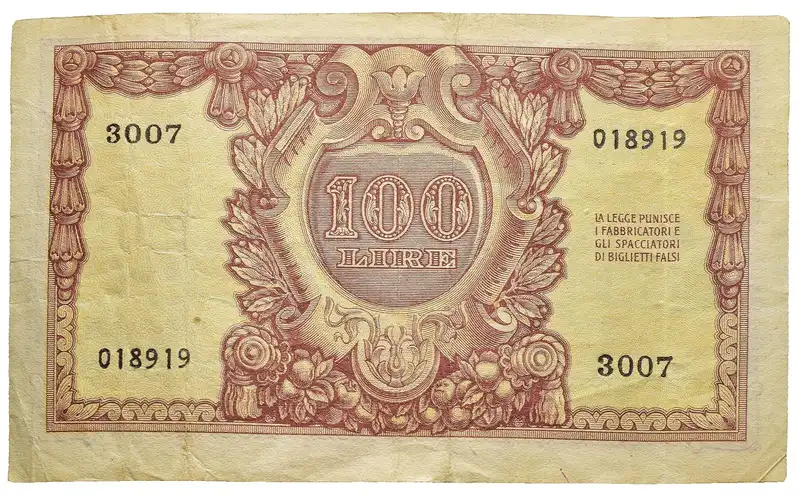 3007
018919
100
LIRE
LA LEGGE PUNISCE
I FABBRICATORI E
GLI SPACCIATORI
DI BIGLIETTI FALSI
018919
3007